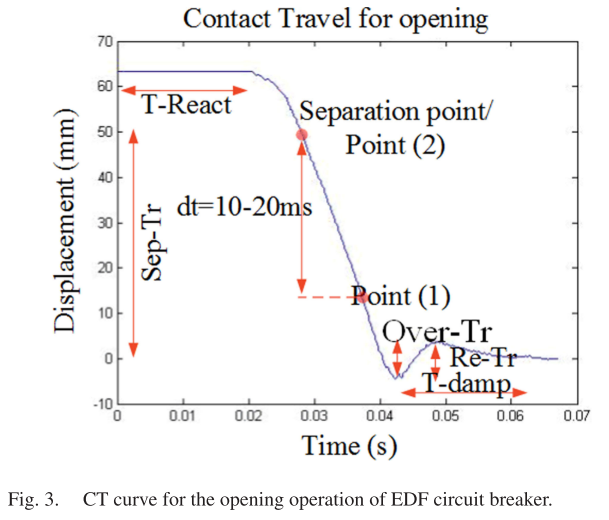 Contact Travel for opening
70
60
50
40
30
20
10
0
-10
Displacement (mm)
T-React
Sep-Tr
Separation point/
Point (2)
dt=10-20ms
Point (1)
Over-Tr
Re-Tr
T-damp
0 0.01 0.02 0.03 0.04 0.05 0.06 0.07
Time (s)
Fig. 3. CT curve for the opening operation of EDF circuit breaker.